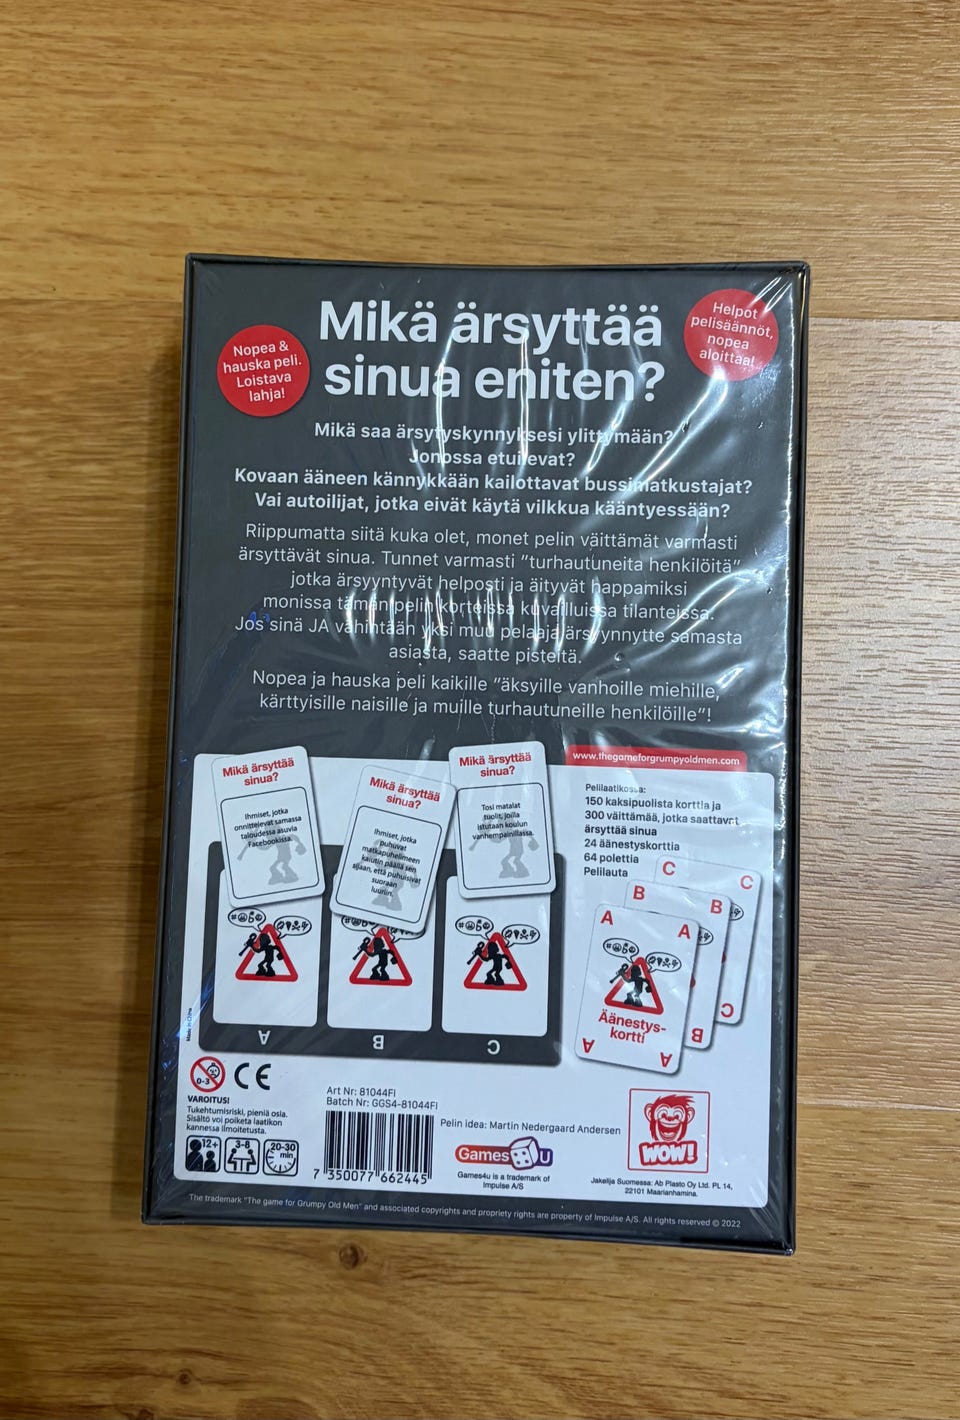 Mikä ärsyttää
sinua eniten?
Nopea &
hauska peli.
Loistava
lahja!
Helpot
pelisäännöt,
nopea
aloittaa!
Mikä saa ärsytyskynnyksesi ylittymään?
Jonossa etuilevat?
Kovaan ääneen kännykkään kailottavat bussimatkustajat?
Vai autoilijat, jotka eivät käytä vilkkua kääntyessään?
Riippumatta siitä kuka olet, monet pelin väittämät varmasti
ärsyttävät sinua. Tunnet varmasti ”turhautuneita henkilöitä”
jotka ärsyyntyvät helposti ja äityvät happamiksi
monissa tämän pelin korteissa kuvailluissa tilanteissa.
Jos sinä JA vähintään yksi muu pelaaja ärsyynnytte samasta
asiasta, saatte pisteitä.
Nopea ja hauska peli kaikille ”äksyille vanhoille miehille,
kärttyisille naisille ja muille turhautuneille henkilöille”!
Mikä ärsyttää
sinua?
Ihmiset, jotka
onnittelevat samassa
taloudessa asuvia
Facebookissa.
Mikä ärsyttää
sinua?
Ihmiset, jotka
puhuvat
matkapuhelimeen
kaiutin päällä sen
sijaan, että puhuisivat
suoraan
luuriin.
Mikä ärsyttää
sinua?
Tosi matalat
tuolit, joilla
istutaan koulun
vanhempainillassa.
A
B
C
www.thegameforgrumpyoldmen.com
Pelilaatikossa:
150 kaksipuolista korttia ja
300 väittämää, jotka saattavat
ärsyttää sinua
24 äänestyskorttia
64 polettia
Pelilauta
C
C
C
B
B
B
A
A
Äänestys-
kortti
A
A
Made in China
0-3
CE
VAROITUS!
Tukehtumisriski, pieniä osia.
Sisältö voi poiketa laatikon
kannessa ilmoitetusta.
12+
3-8
20-30
min
Art Nr: 81044FI
Batch Nr: GGS4-81044FI
7 350077 662445
Pelin idea: Martin Nedergaard Andersen
Games U
Games4u is a trademark of
Impulse A/S
WOW!
Jakelija Suomessa: Ab Plasto Oy Ltd. PL 14,
22101 Maarianhamina.
The trademark "The game for Grumpy Old Men" and associated copyrights and propriety rights are property of Impulse A/S. All rights reserved © 2022